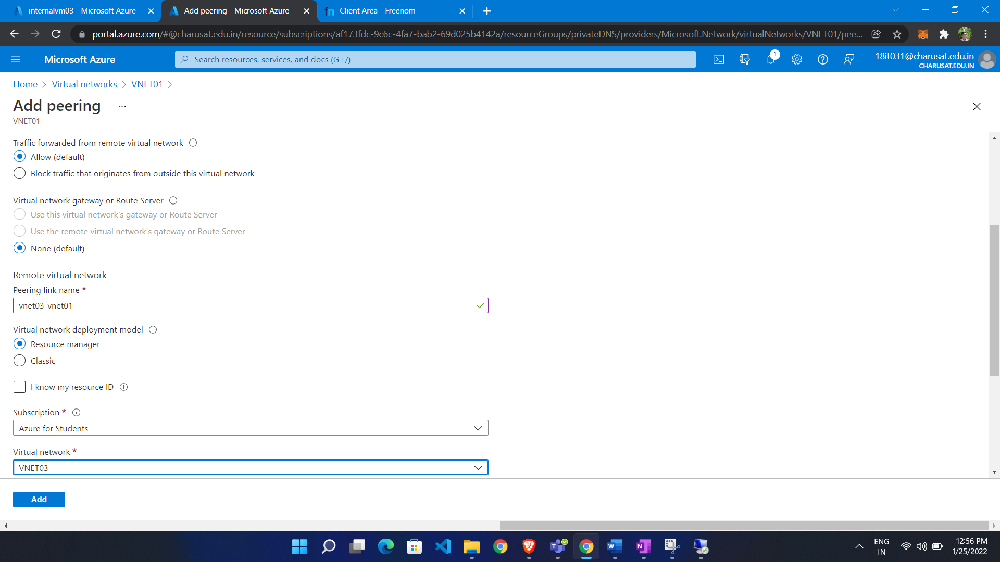 internalvm03 - Microsoft Azure
Add peering - Microsoft Azure
Client Area - Freenom
portal.azure.com/#@charusat.edu.in/resource/subscriptions/af173fdc-9c6c-4fa7-bab2-69d025b4142a/resourceGroups/privateDNS/providers/Microsoft.Network/virtualNetworks/VNET01/pee...
Microsoft Azure
Search resources, services, and docs (G+/)
1
18it031@charusat.edu.in
CHARUSAT.EDU.IN
Home > Virtual networks > VNET01 >
Add peering ...
VNET01
Traffic forwarded from remote virtual network
Allow (default)
Block traffic that originates from outside this virtual network
Virtual network gateway or Route Server
Use this virtual network's gateway or Route Server
Use the remote virtual network's gateway or Route Server
None (default)
Remote virtual network
Peering link name *
vnet03-vnet01
Virtual network deployment model
Resource manager
Classic
I know my resource ID
Subscription *
Azure for Students
Virtual network *
VNET03
Add
ENG
IN
12:56 PM
1/25/2022